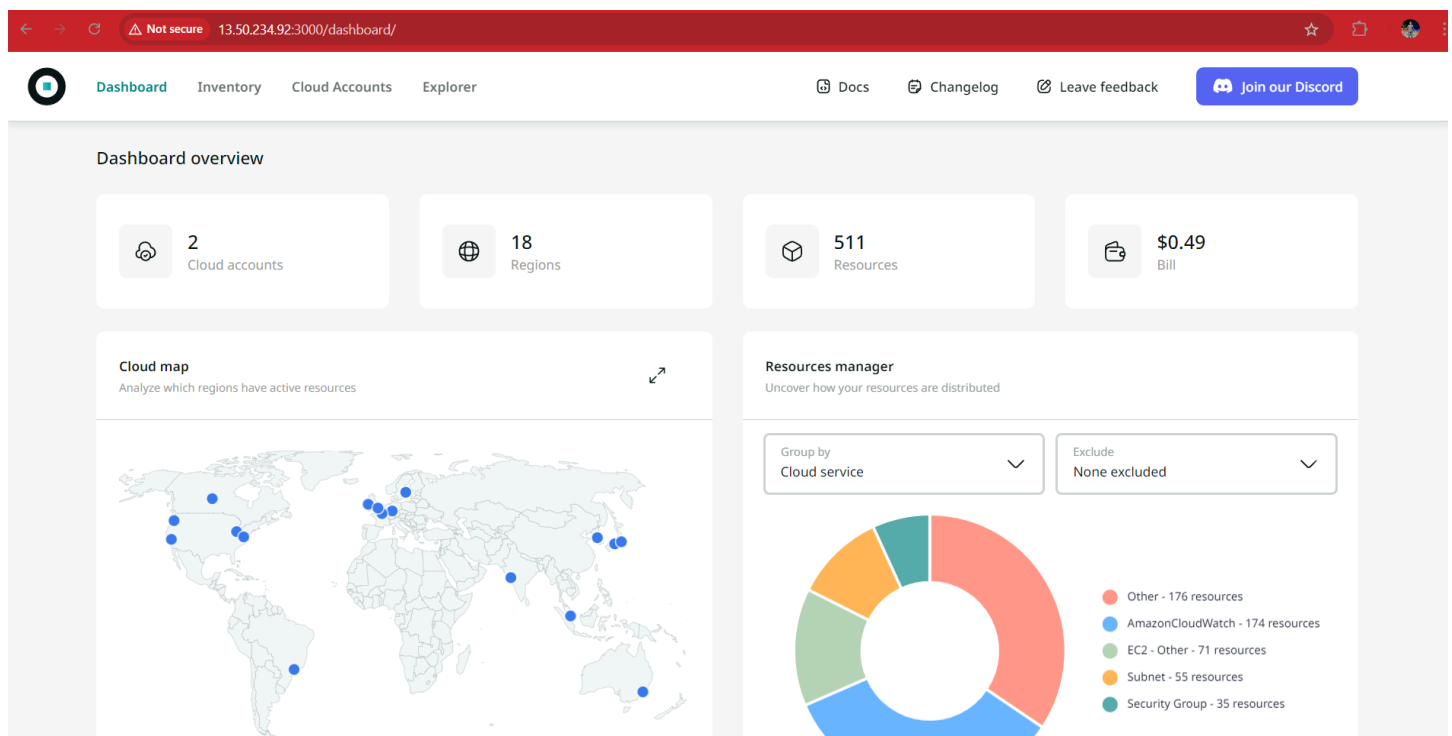 Not secure 13.50.234.92:3000/dashboard/
Dashboard Inventory Cloud Accounts Explorer Docs Changelog Leave feedback Join our Discord
Dashboard overview
2
Cloud accounts
18
Regions
511
Resources
$0.49
Bill
Cloud map
Analyze which regions have active resources
Resources manager
Uncover how your resources are distributed
Group by
Cloud service
Exclude
None excluded
Other - 176 resources
AmazonCloudWatch - 174 resources
EC2 - Other - 71 resources
Subnet - 55 resources
Security Group - 35 resources